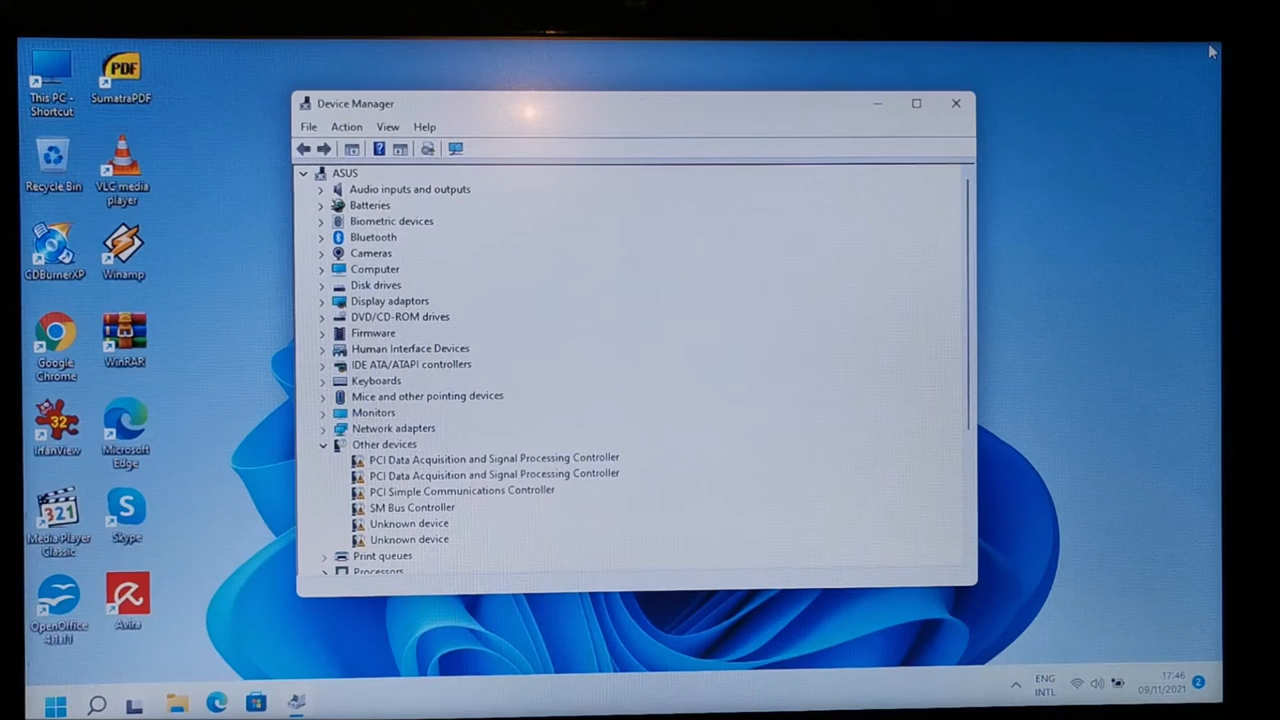 This PC - Shortcut
PDF
SumatraPDF
Recycle Bin
VLC media player
CDBurnerXP
Winamp
Google Chrome
WinRAR
32
IrfanView
Microsoft Edge
321
Media Player Classic
S
Skype
OpenOffice
Avira
Device Manager
File Action View Help
ASUS
Audio inputs and outputs
Batteries
Biometric devices
Bluetooth
Cameras
Computer
Disk drives
Display adaptors
DVD/CD-ROM drives
Firmware
Human Interface Devices
IDE ATA/ATAPI controllers
Keyboards
Mice and other pointing devices
Monitors
Network adapters
Other devices
PCI Data Acquisition and Signal Processing Controller
PCI Data Acquisition and Signal Processing Controller
PCI Simple Communications Controller
SM Bus Controller
Unknown device
Unknown device
Print queues
Processors
ENG
INTL
17:46
09/11/2021
2